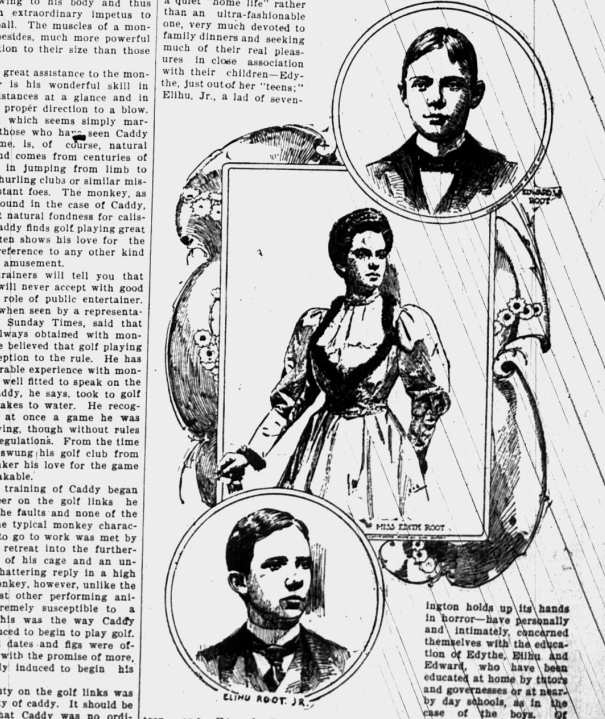 wing to his body and thus
n extraordinary impetus to
all. The muscles of a mon-
besides, much more powerful
tion to their size than those
great assistance to the mon-
r is his wonderful skill in
istances at a glance and in
proper direction to a blow.
which seems simply mar-
those who have seen Caddy
me, is, of course, natural
nd comes from centuries of
in jumping from limb to
hurling clubs or similar mis-
stant foes. The monkey, as
ound in the case of Caddy,
t natural fondness for calis-
addy finds golf playing great
ten shows his love for the
reference to any other kind
amusement.
rainers will tell you that
will never accept with good
role of public entertainer.
when seen by a representa-
Sunday Times, said that
lways obtained with mon-
e believed that golf playing
eption to the rule. He has
rable experience with mon-
well fitted to speak on the
ddy, he says, took to golf
akes to water. He recog-
at once a game he was
ying, though without rules
egulations. From the time
swung his golf club from
aker his love for the game
akable.
training of Caddy began
eer on the golf links he
the faults and none of the
he typical monkey charac-
to go to work was met by
retreat into the further-
of his cage and an un-
hattering reply in a high
onkey, however, unlike the
st other performing ani-
remely susceptible to a
his was the way Caddy
uced to begin to play golf.
dates and figs were of-
with the promise of more,
ly induced to begin his
uty on the golf links was
ty of caddy. It should be
hat Caddy was no ordi-
a quiet "home life" rather
than an ultra-fashionable
one, very much devoted to
family dinners and seeking
much of their real pleas-
ures in close association
with their children—Edy-
the, just out of her "teens;"
Elihu, Jr., a lad of seven-
EDWARD W
ROOT
MISS EDITH ROOT
ELIHU ROOT. JR.
ington holds up its hands
in horror—have personally
and intimately, concerned
themselves with the educa-
tion of Edythe, Elihu and
Edward, who have been
educated at home by tutors
and governesses or at near-
by day schools, as in the
case of the boys. Of